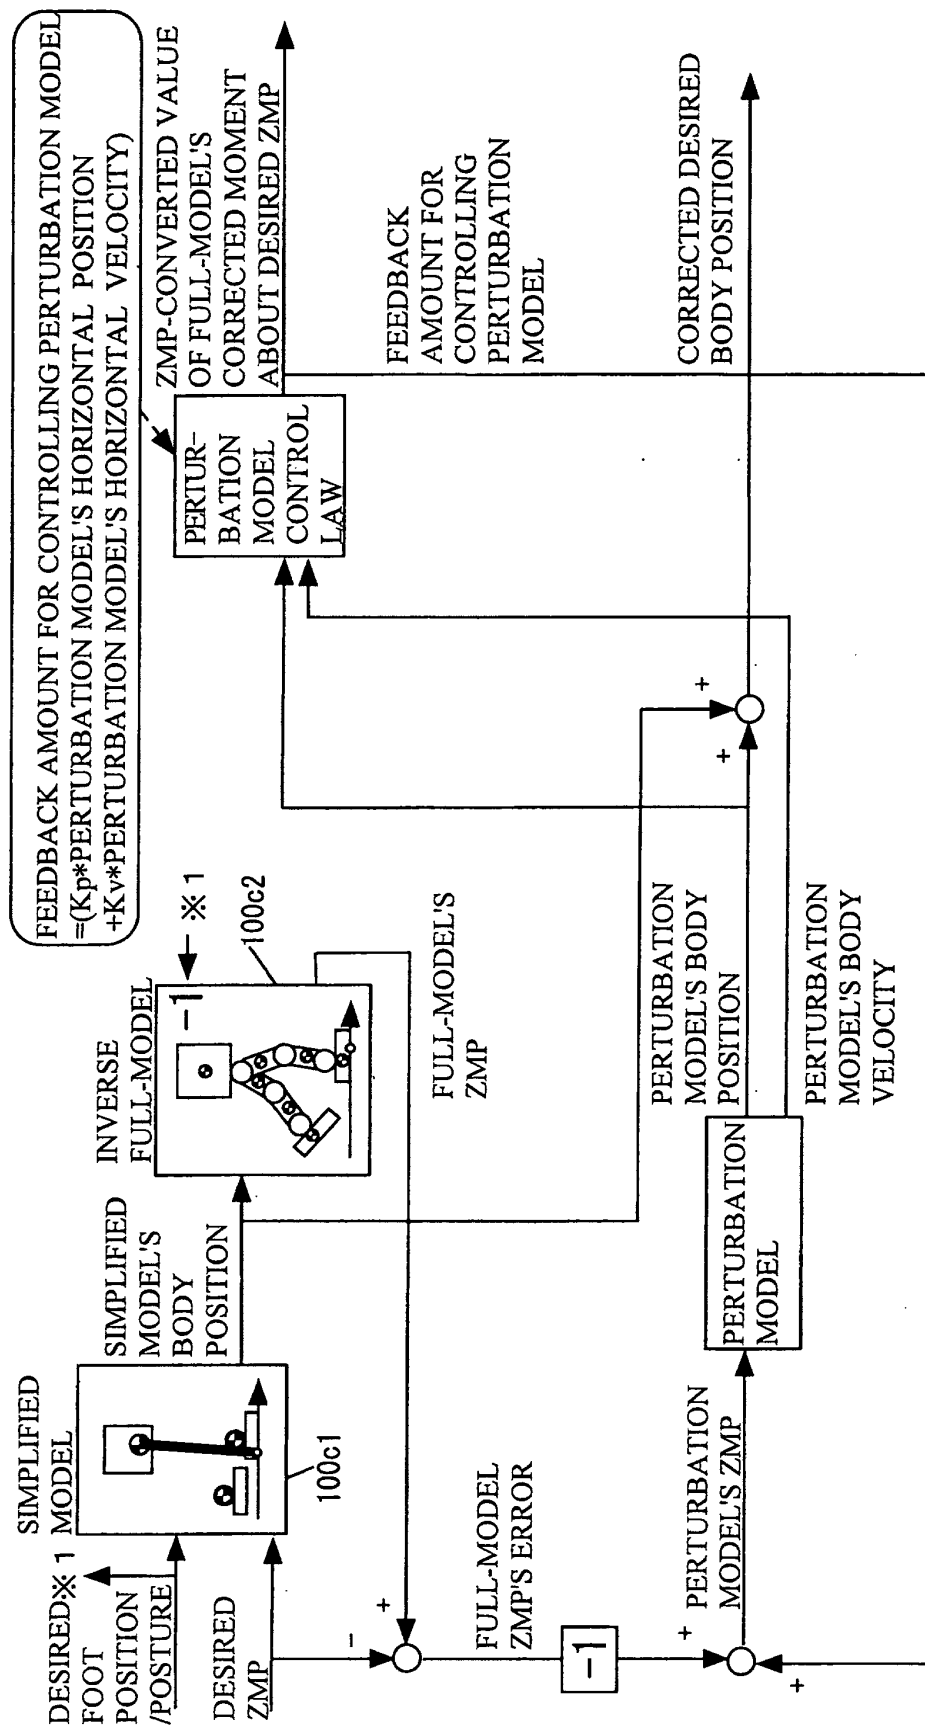 FEEDBACK AMOUNT FOR CONTROLLING PERTURBATION MODEL
=(Kp*PERTURBATION MODEL'S HORIZONTAL POSITION
+Kv*PERTURBATION MODEL'S HORIZONTAL VELOCITY)
SIMPLIFIED
MODEL
DESIRED
FOOT
POSITION
/POSTURE
※1
DESIRED
ZMP
100c1
SIMPLIFIED
MODEL'S
BODY
POSITION
INVERSE
FULL-MODEL
-1
※1
100c2
FULL-MODEL'S
ZMP
PERTUR-
BATION
MODEL
CONTROL
LAW
ZMP-CONVERTED VALUE
OF FULL-MODEL'S
CORRECTED MOMENT
ABOUT DESIRED ZMP
FEEDBACK
AMOUNT FOR
CONTROLLING
PERTURBATION
MODEL
-
+
FULL-MODEL
ZMP'S ERROR
-1
+
+
PERTURBATION
MODEL'S ZMP
PERTURBATION
MODEL
PERTURBATION
MODEL'S BODY
POSITION
PERTURBATION
MODEL'S BODY
VELOCITY
+
+
CORRECTED DESIRED
BODY POSITION